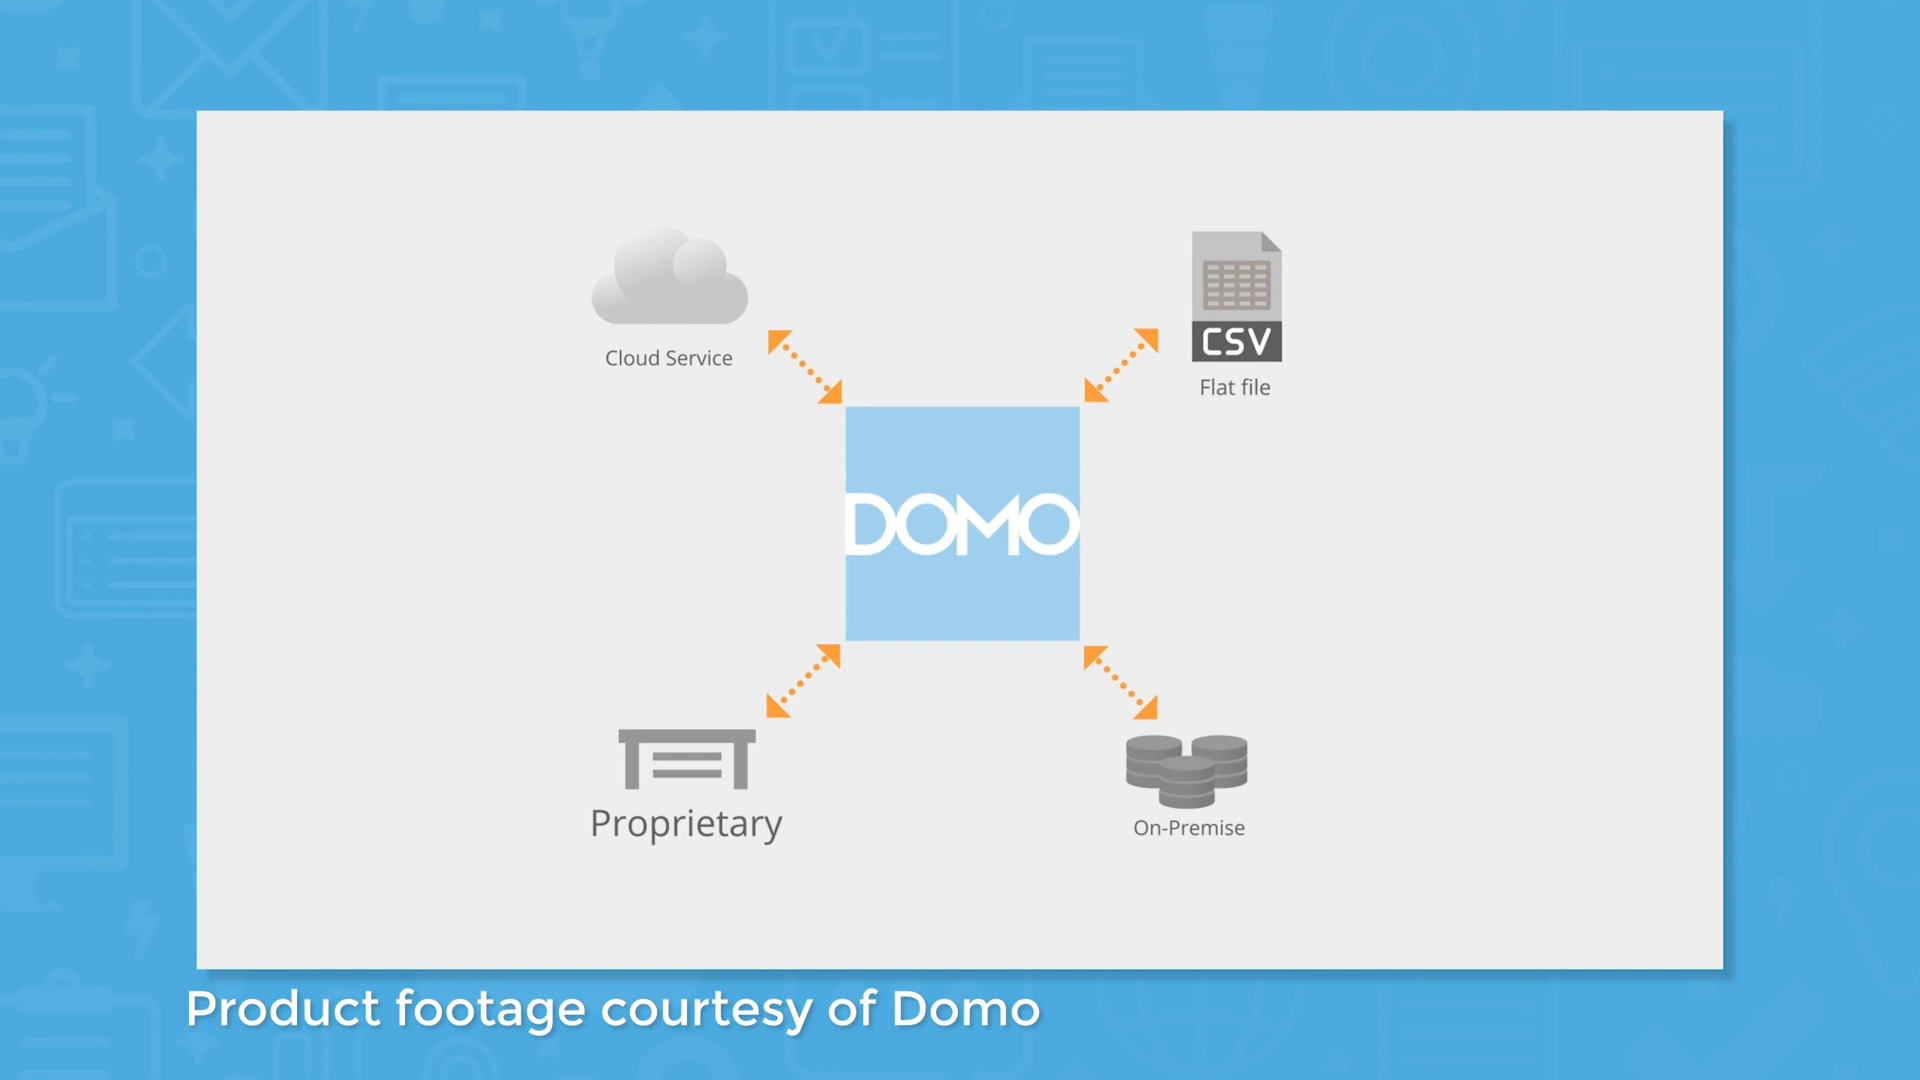 Cloud Service
CSV
Flat file
DOMO
Proprietary
On-Premise
Product footage courtesy of Domo